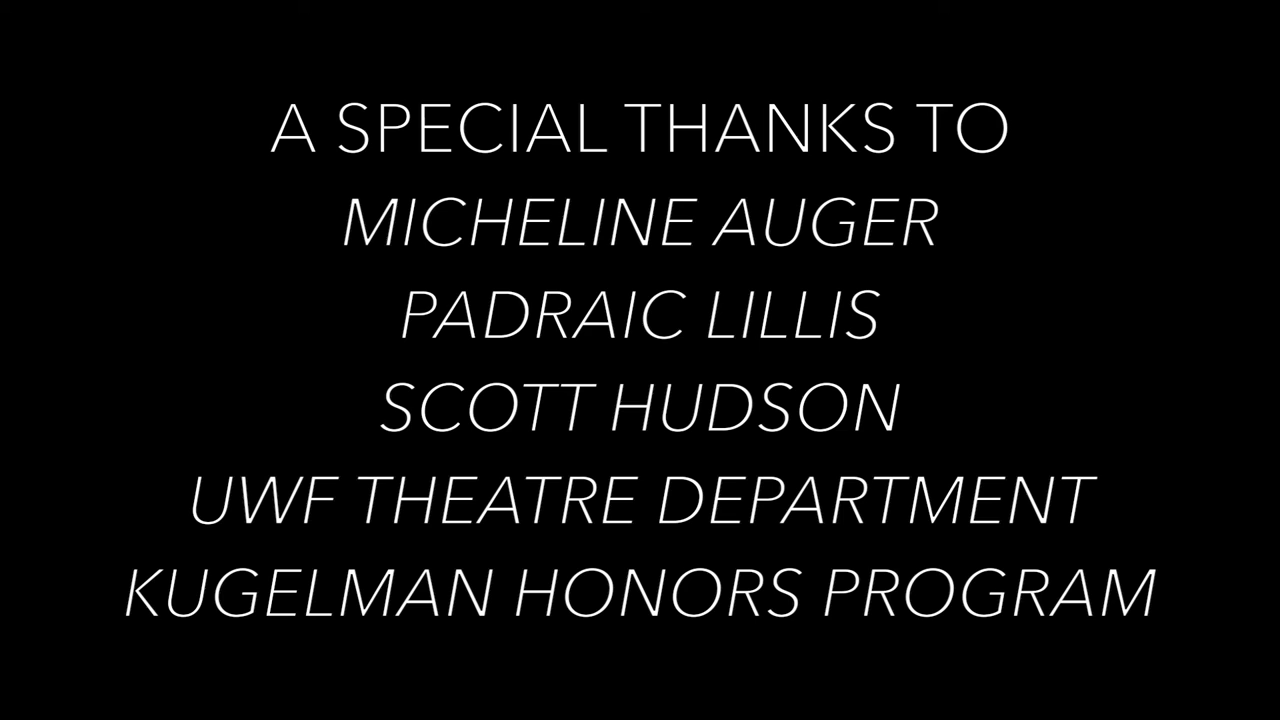 A SPECIAL THANKS TO
MICHELINE AUGER
PADRAIC LILLIS
SCOTT HUDSON
UWF THEATRE DEPARTMENT
KUGELMAN HONORS PROGRAM